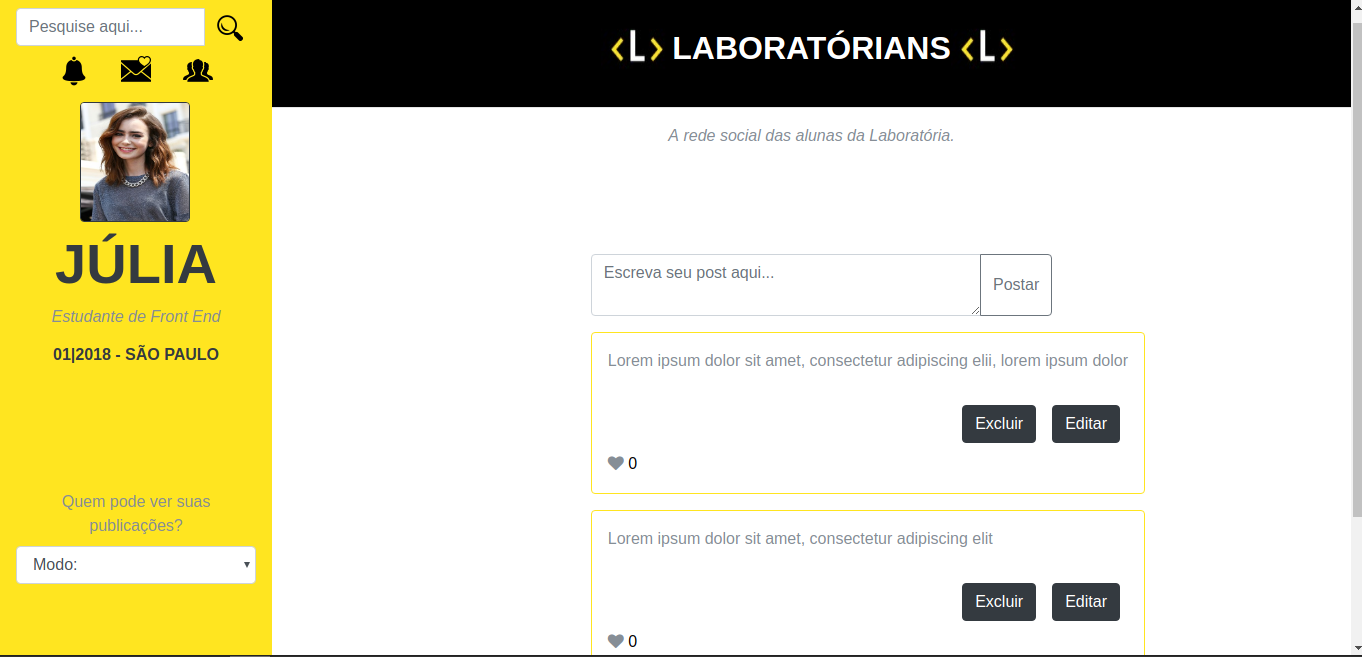 Pesquise aqui...
JÚLIA
Estudante de Front End
01|2018 - SÃO PAULO
Quem pode ver suas
publicações?
Modo:
<L> LABORATÓRIANS <L>
A rede social das alunas da Laboratória.
Escreva seu post aqui...
Postar
Lorem ipsum dolor sit amet, consectetur adipiscing elii, lorem ipsum dolor
Excluir Editar
0
Lorem ipsum dolor sit amet, consectetur adipiscing elit
Excluir Editar
0